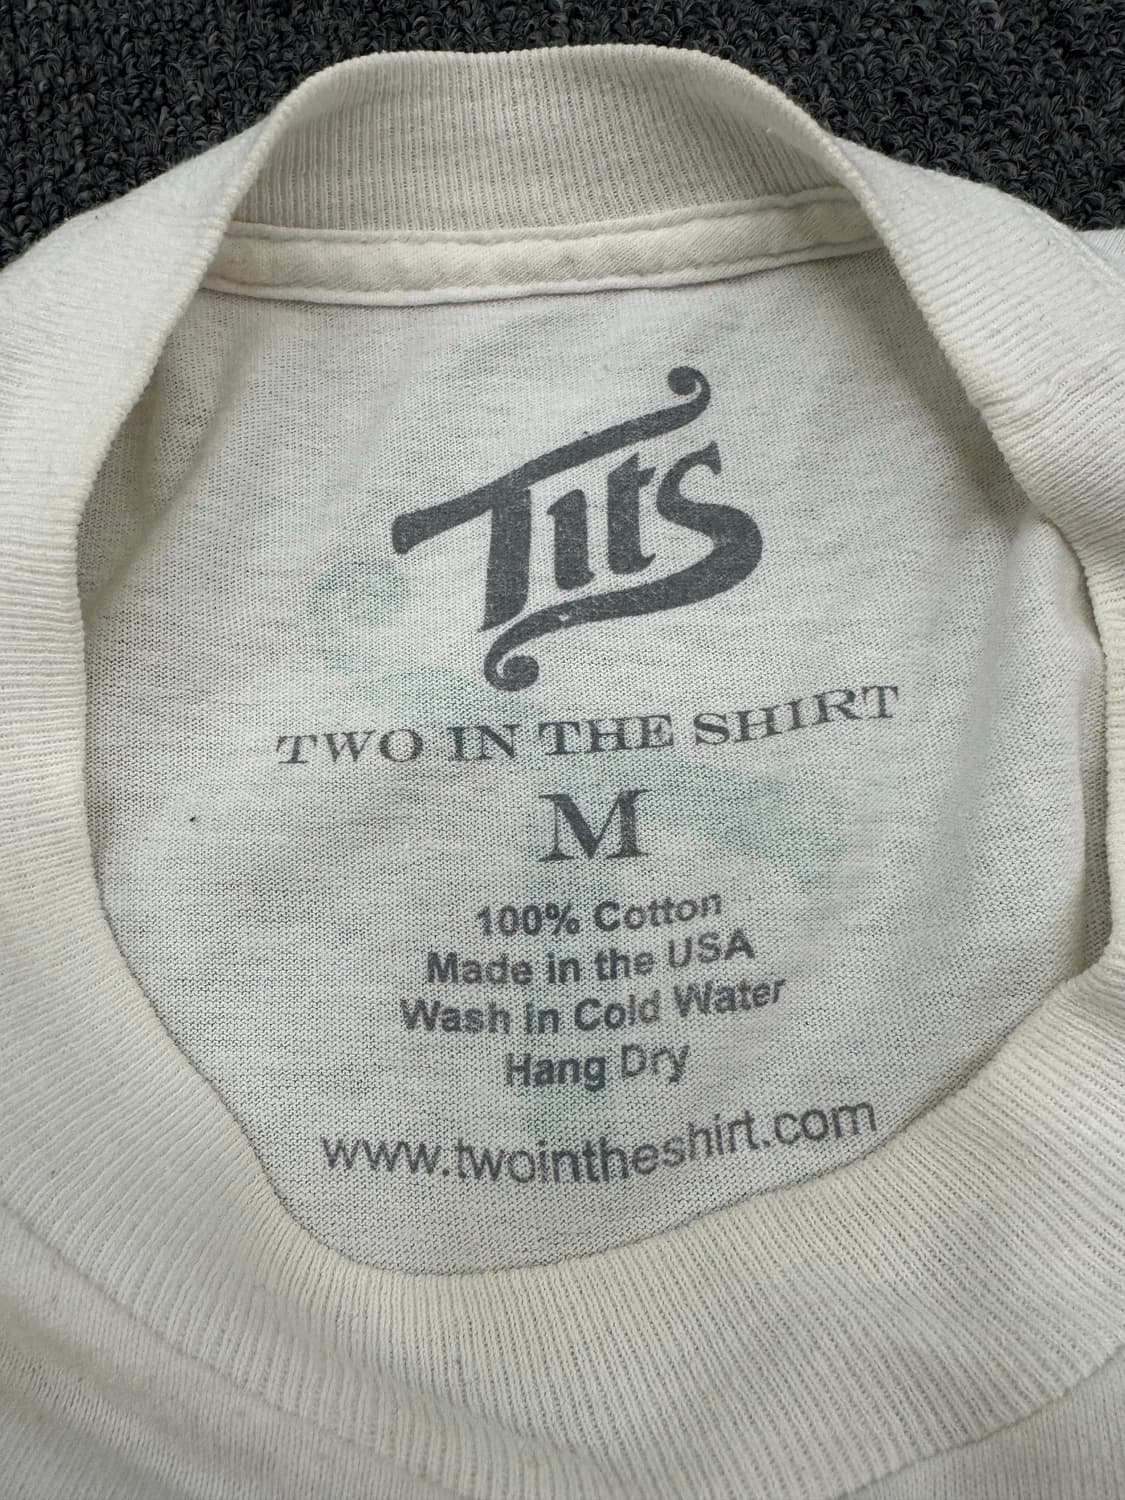 Tits
TWO IN THE SHIRT
M
100% Cotton
Made in the USA
Wash in Cold Water
Hang Dry
www.twointheshirt.com